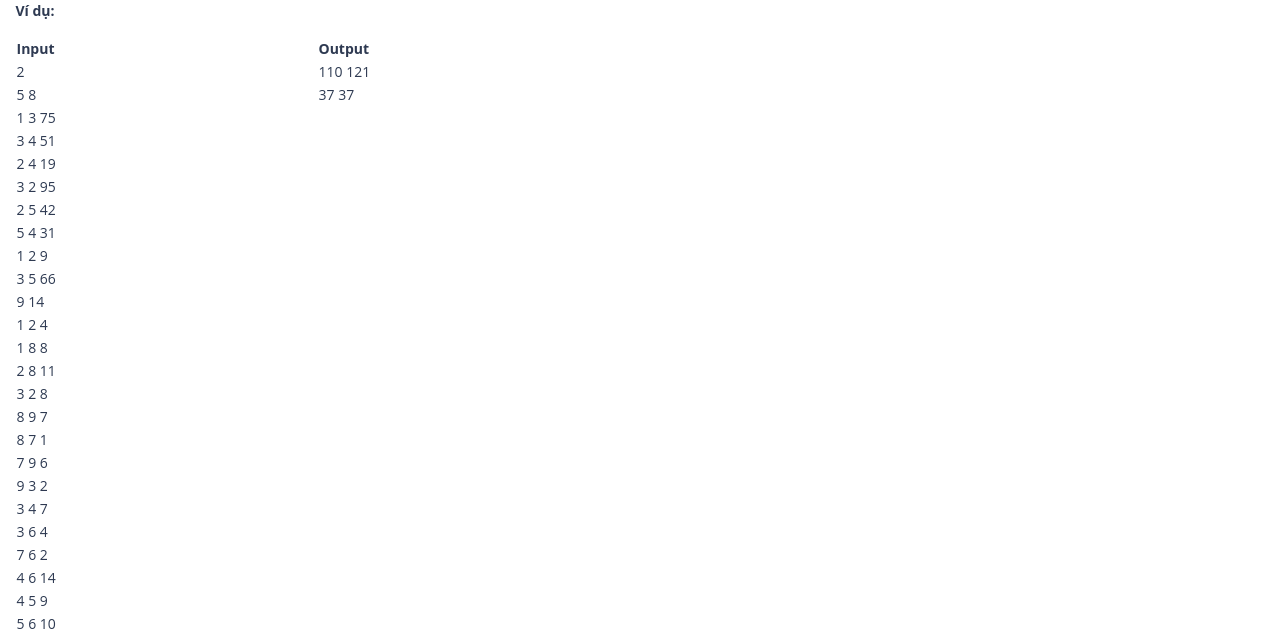 Ví dụ:
Input Output
2 110 121
5 8 37 37
1 3 75
3 4 51
2 4 19
3 2 95
2 5 42
5 4 31
1 2 9
3 5 66
9 14
1 2 4
1 8 8
2 8 11
3 2 8
8 9 7
8 7 1
7 9 6
9 3 2
3 4 7
3 6 4
7 6 2
4 6 14
4 5 9
5 6 10